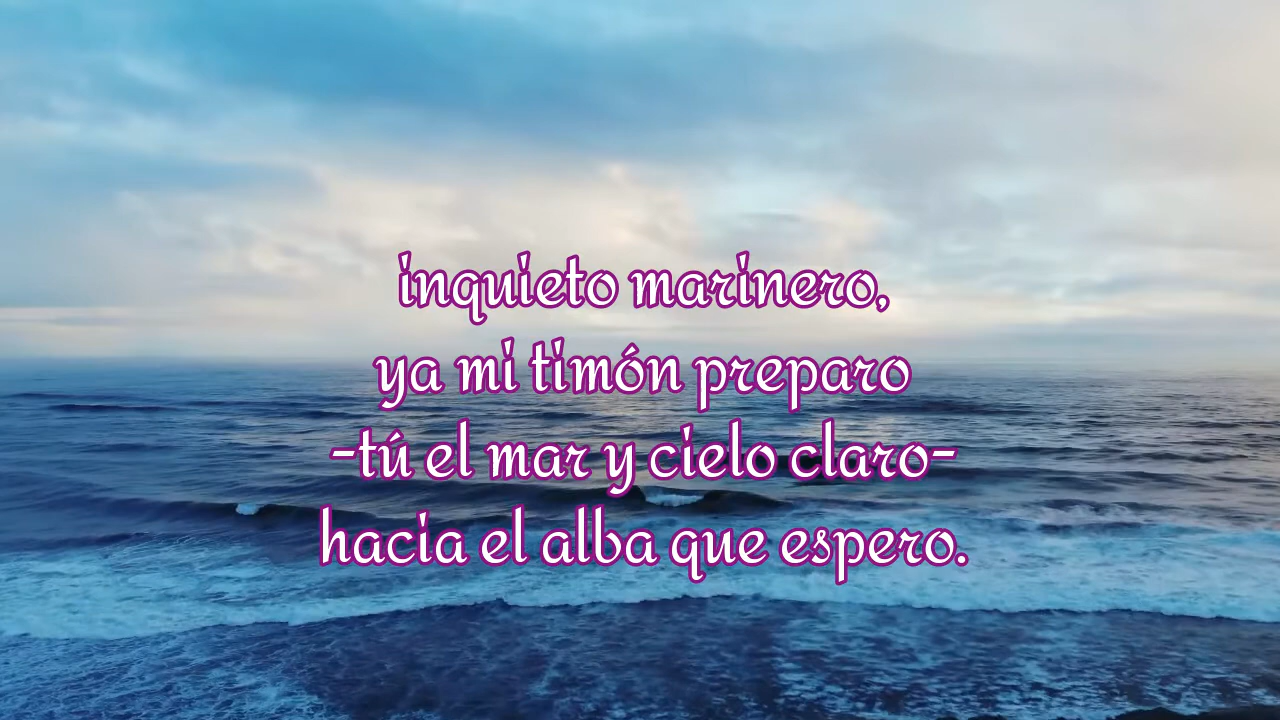 inquieto marinero,
ya mi timón preparo
-tú el mar y cielo claro-
hacia el alba que espero.